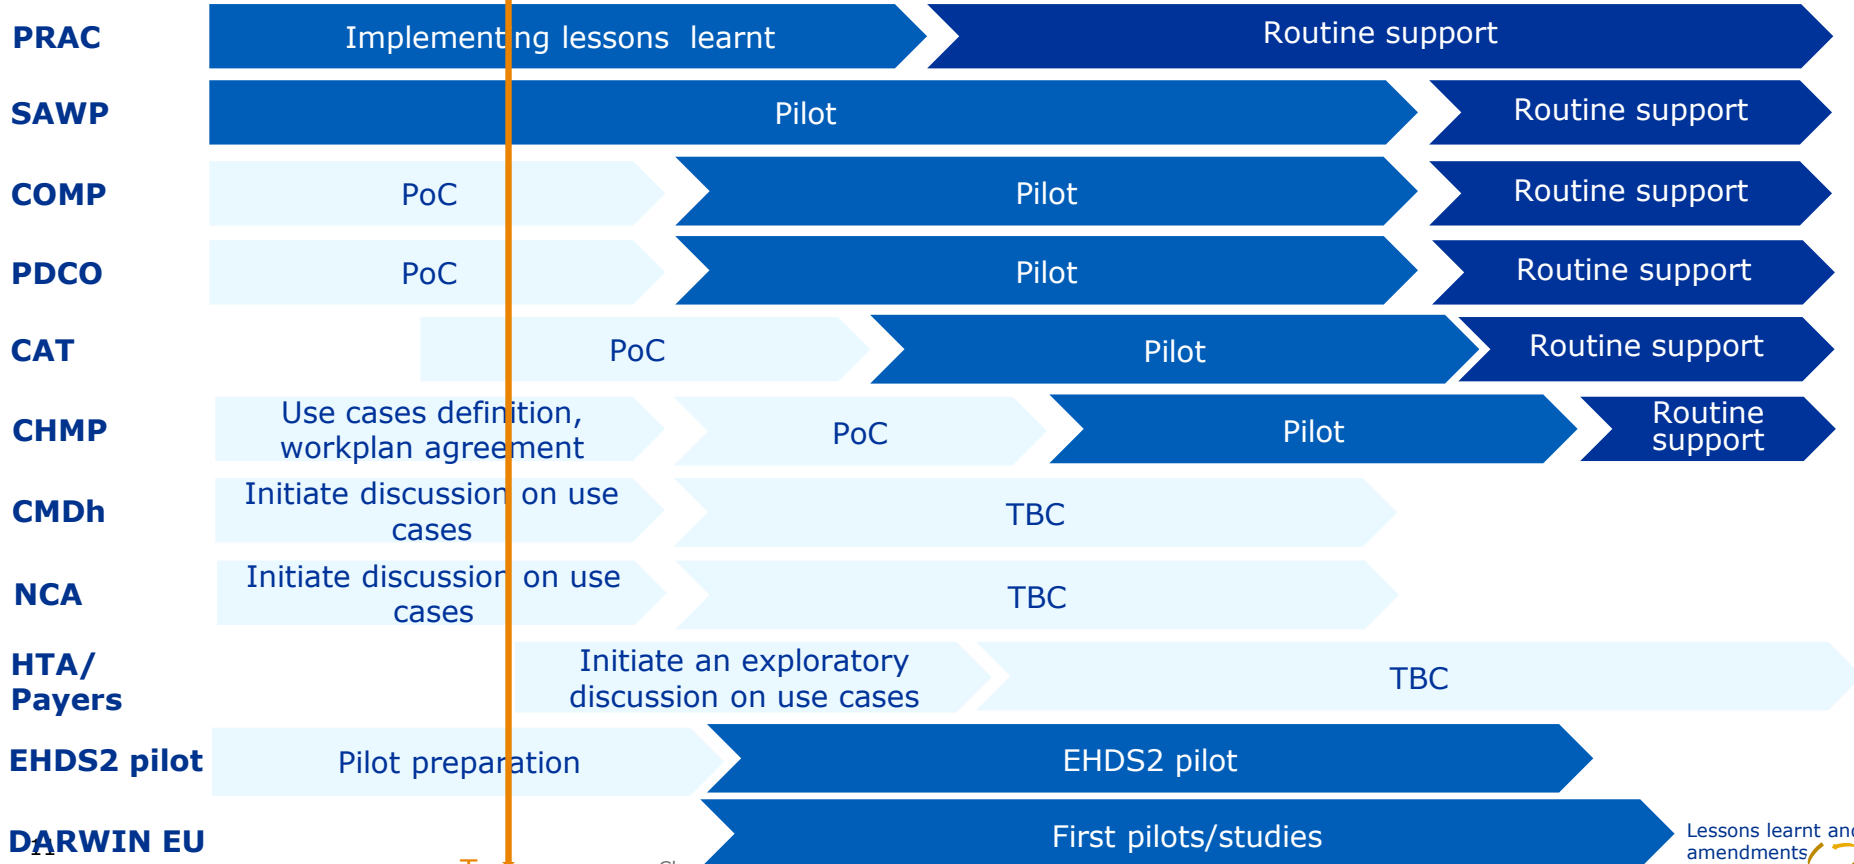 PRAC
Implementing lessons learnt
Routine support
SAWP
Pilot
Routine support
COMP
PoC
Pilot
Routine support
PDCO
PoC
Pilot
Routine support
CAT
PoC
Pilot
Routine support
CHMP
Use cases definition,
workplan agreement
PoC
Pilot
Routine
support
CMDh
Initiate discussion on use
cases
TBC
NCA
Initiate discussion on use
cases
TBC
HTA/
Payers
Initiate an exploratory
discussion on use cases
TBC
EHDS2 pilot
Pilot preparation
EHDS2 pilot
DARWIN EU
First pilots/studies
Lessons learnt and
amendments
11